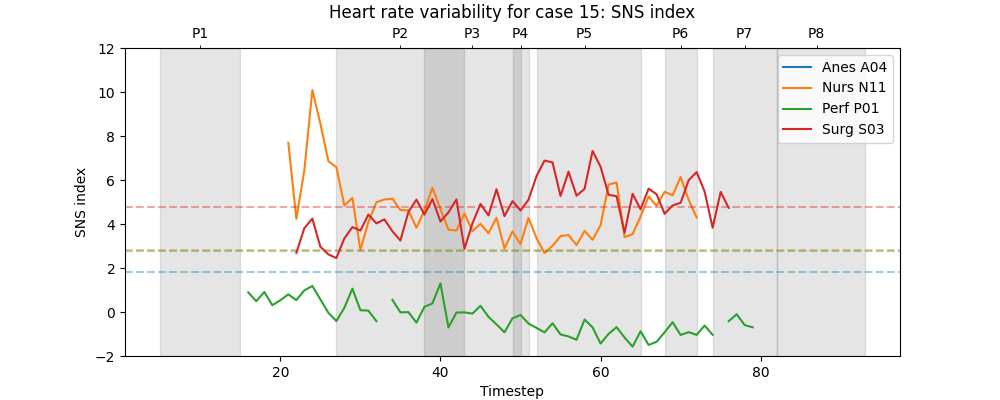 Heart rate variability for case 15: SNS index
P1 P2 P3 P4 P5 P6 P7 P8
12
10
8
6
4
2
0
−2
SNS index
Anes A04
Nurs N11
Perf P01
Surg S03
20 40 60 80
Timestep